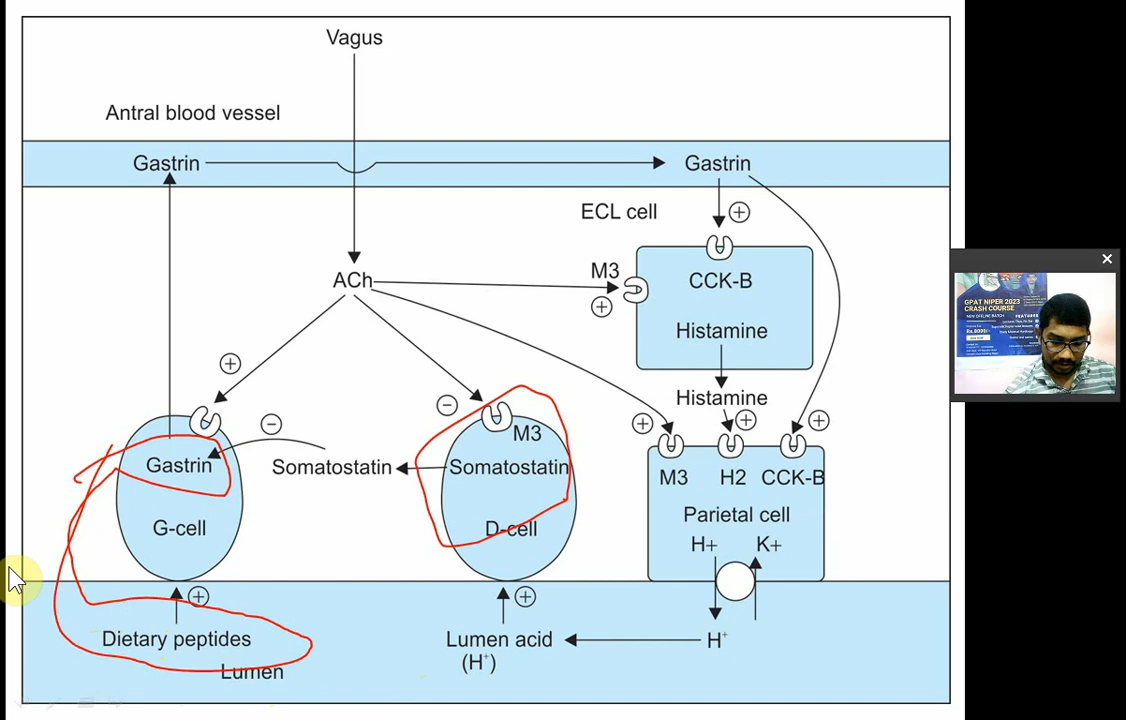 Vagus
Antral blood vessel
Gastrin
Gastrin
+
ECL cell
M3
+
CCK-B
Histamine
ACh
+
-
-
M3
Histamine
+
+
+
Gastrin
Somatostatin
Somatostatin
M3
H2
CCK-B
G-cell
D-cell
Parietal cell
H+
K+
+
+
Dietary peptides
Lumen acid
(H+)
H+
Lumen
GPAT NIPER 2023
CRASH COURSE